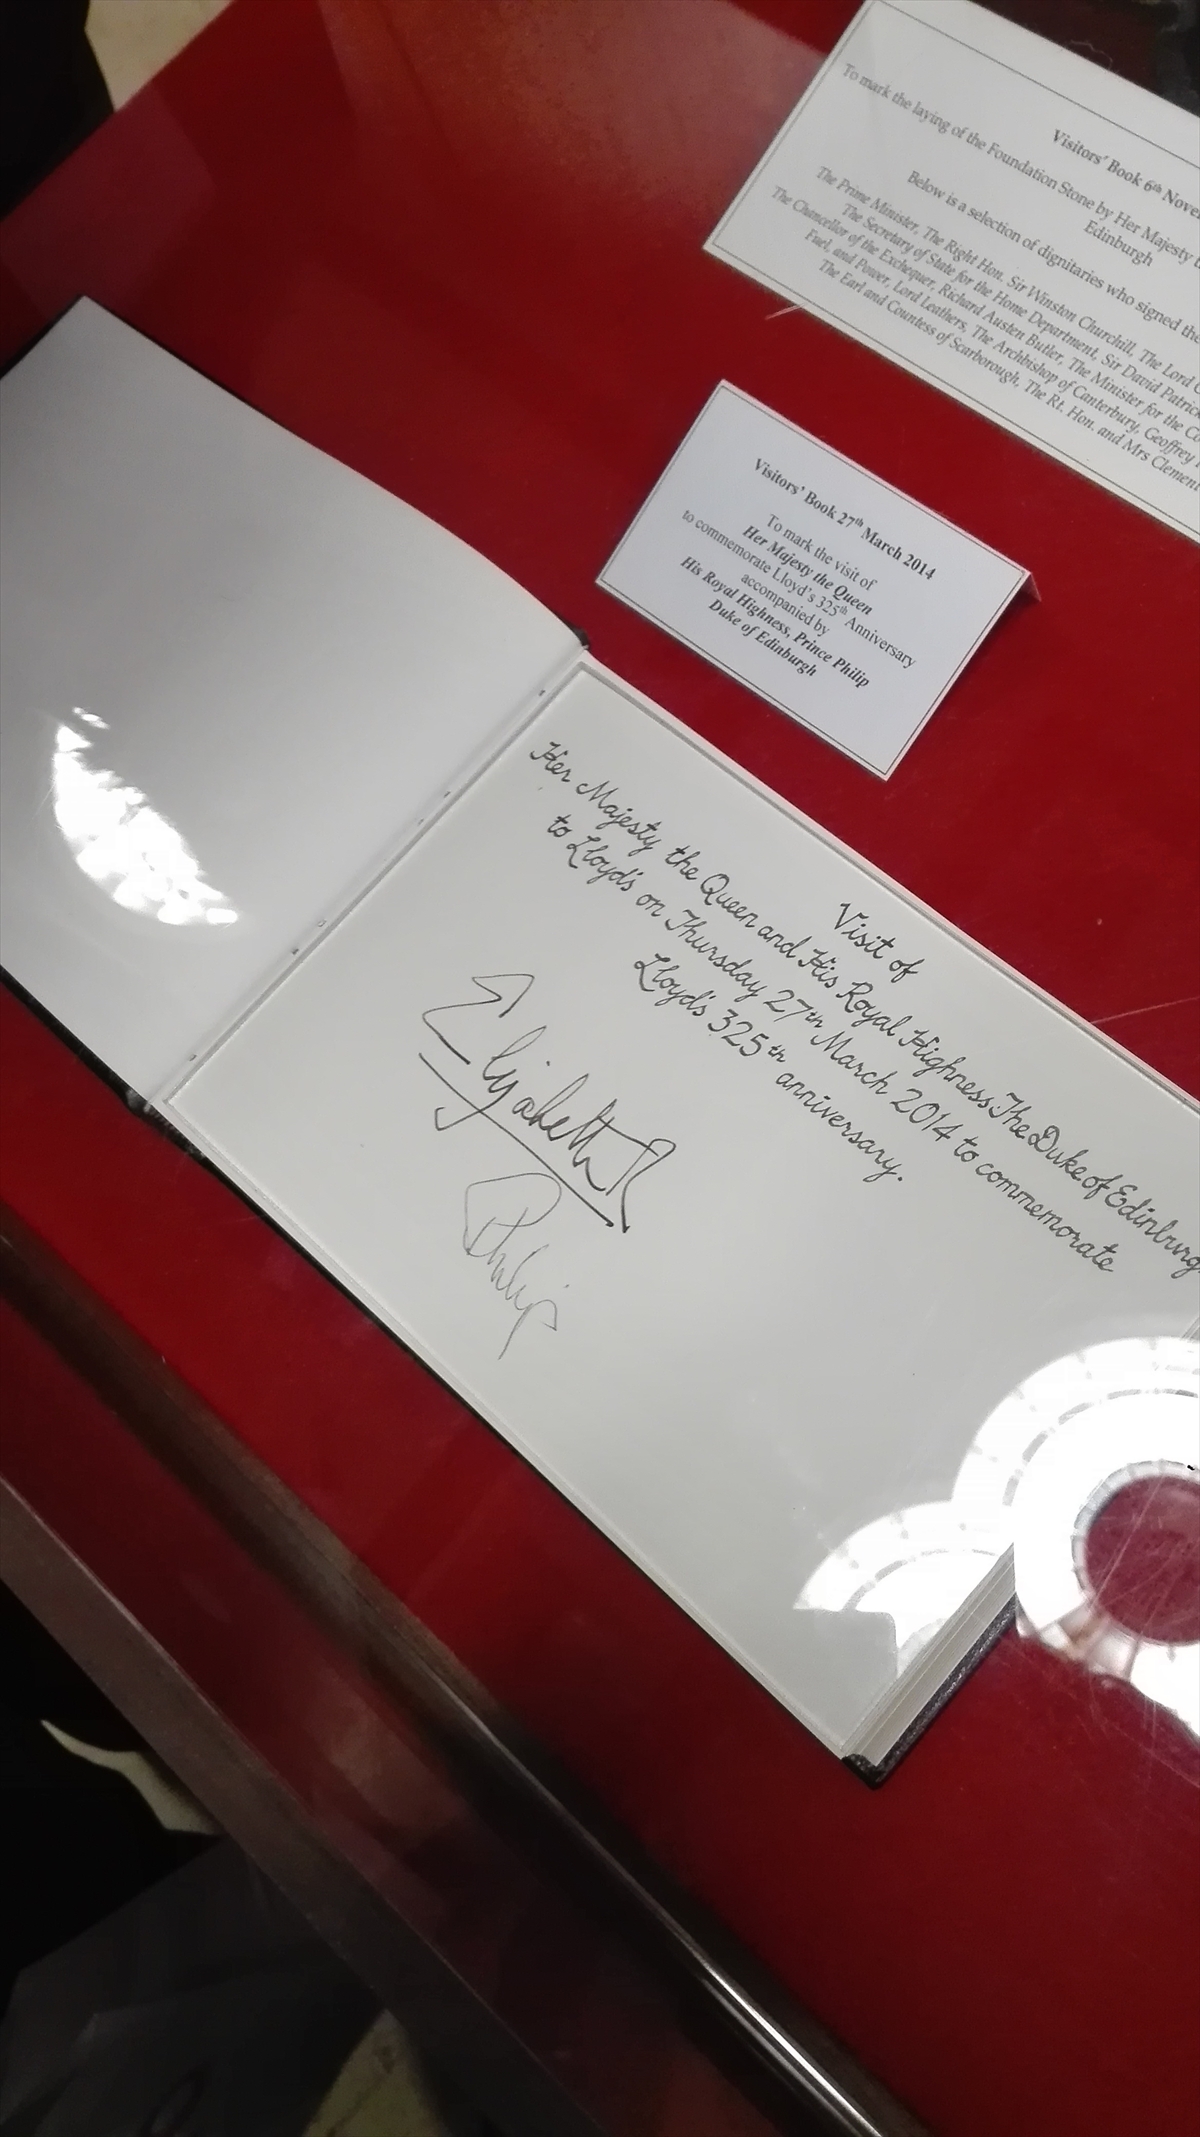 Visitors' Book 6th
To mark the laying of the Foundation Stone by Her Majesty
Edinburgh
Below is a selection of dignitaries who signed the
The Prime Minister, The Right Hon. Sir Winston Churchill, The Lord
The Secretary of State for the Home Department, Sir David Patrick
The Chancellor of the Exchequer, Richard Austen Butler, The Minister for the
Fuel, and Power, Lord Leathers, The Archbishop of Canterbury, Geoffrey
The Earl and Countess of Scarborough, The Rt. Hon. and Mrs Clement
Visitors' Book 27th March 2014
To mark the visit of
Her Majesty the Queen
to commemorate Lloyd's 325th Anniversary
accompanied by
His Royal Highness, Prince Philip
Duke of Edinburgh
Visit of
Her Majesty the Queen and His Royal Highness The Duke of Edinburg
to Lloyd's on Thursday 27th March 2014 to commemorate
Lloyd's 325th anniversary.
Elizabeth R
Philip